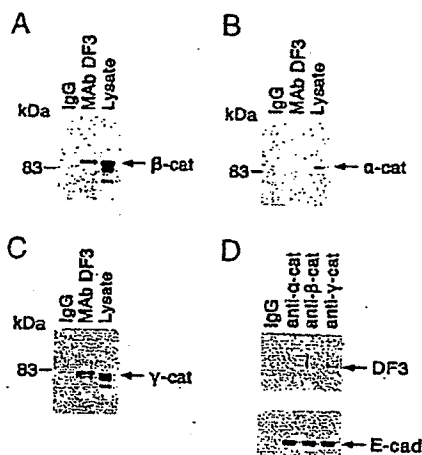 A
IgG
MAb DF3
Lysate
kDa
83
β-cat
B
IgG
MAb DF3
Lysate
kDa
83
α-cat
C
IgG
MAb DF3
Lysate
kDa
83
γ-cat
D
IgG
anti-α-cat
anti-β-cat
anti-γ-cat
DF3
E-cad